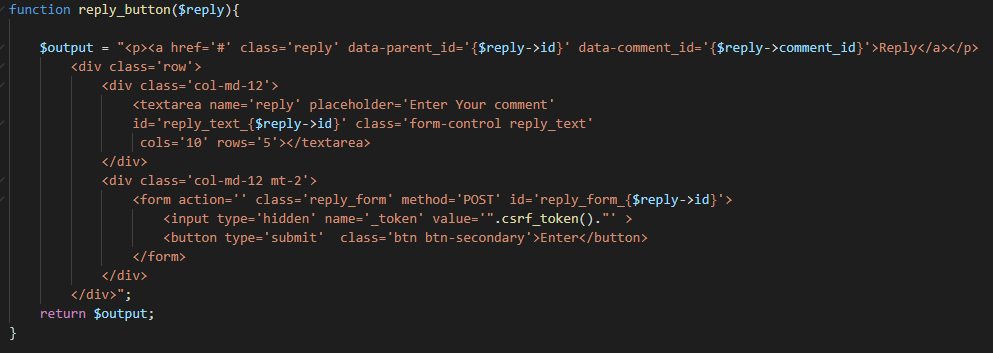 function reply_button($reply){
$output = "<p><a href='#' class='reply' data-parent_id='{$reply->id}' data-comment_id='{$reply->comment_id}'>Reply</a></p>
<div class='row'>
<div class='col-md-12'>
<textarea name='reply' placeholder='Enter Your comment'
id='reply_text_{$reply->id}' class='form-control reply_text'
cols='10' rows='5'></textarea>
</div>
<div class='col-md-12 mt-2'>
<form action='' class='reply_form' method='POST' id='reply_form_{$reply->id}'>
<input type='hidden' name='_token' value='".csrf_token()."' >
<button type='submit'  class='btn btn-secondary'>Enter</button>
</form>
</div>
</div>";
return $output;
}